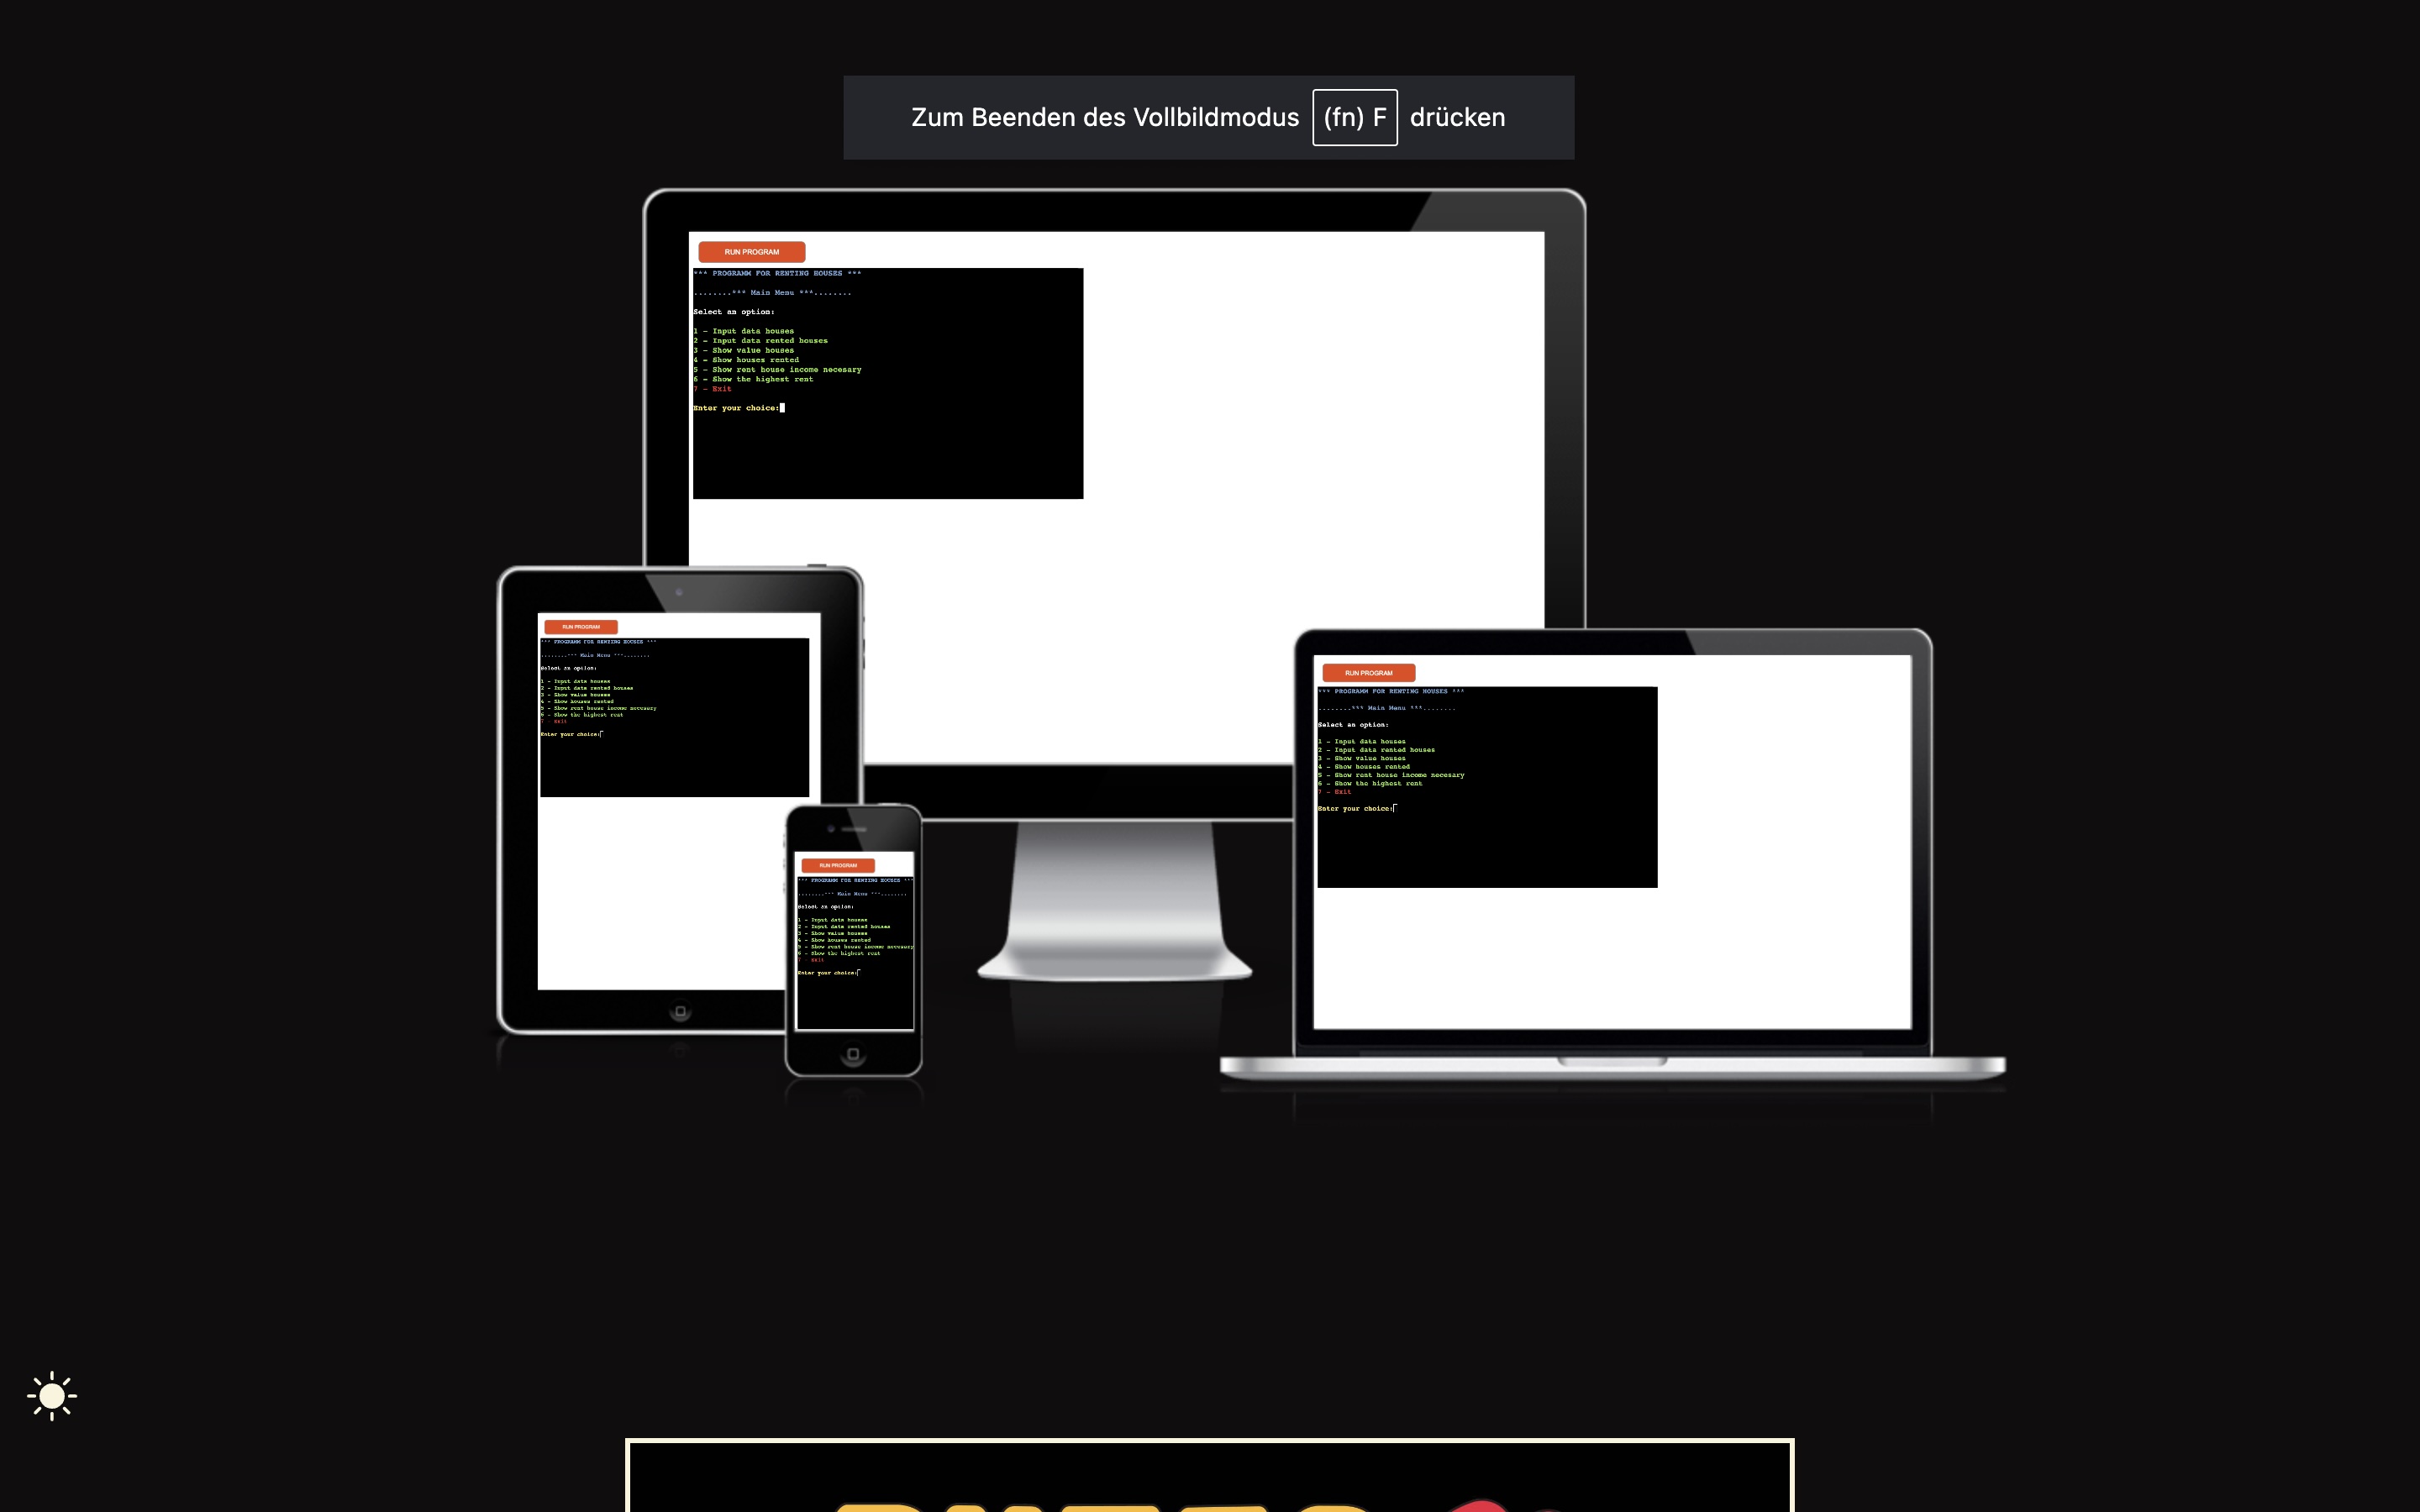 Zum Beenden des Vollbildmodus (fn) F drücken
RUN PROGRAM
*** PROGRAMM FOR RENTING HOUSES ***
........*** Main Menu ***........
Select an option:
1 - Input data houses
2 - Input data rented houses
3 - Show value houses
4 - Show houses rented
5 - Show rent house income necesary
6 - Show the highest rent
7 - Exit
Enter your choice:
RUN PROGRAM
*** PROGRAMM FOR RENTING HOUSES ***
........*** Main Menu ***........
Select an option:
1 - Input data houses
2 - Input data rented houses
3 - Show value houses
4 - Show houses rented
5 - Show rent house income necesary
6 - Show the highest rent
7 - Exit
Enter your choice:
RUN PROGRAM
*** PROGRAMM FOR RENTING HOUSES ***
........*** Main Menu ***........
Select an option:
1 - Input data houses
2 - Input data rented houses
3 - Show value houses
4 - Show houses rented
5 - Show rent house income necesary
6 - Show the highest rent
7 - Exit
Enter your choice:
RUN PROGRAM
*** PROGRAMM FOR RENTING HOUSES ***
........*** Main Menu ***........
Select an option:
1 - Input data houses
2 - Input data rented houses
3 - Show value houses
4 - Show houses rented
5 - Show rent house income necesary
6 - Show the highest rent
7 - Exit
Enter your choice: